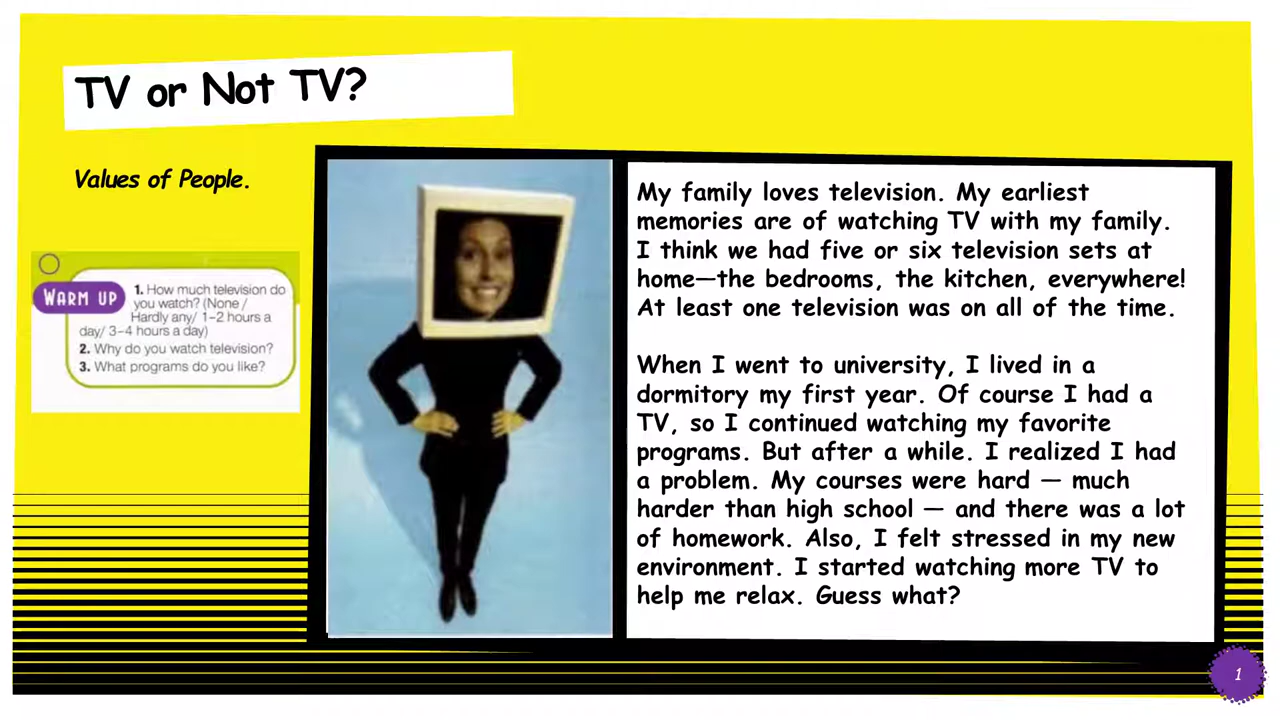 TV or Not TV?
Values of People.
WARM UP
1. How much television do
you watch? (None /
Hardly any/ 1–2 hours a
day/ 3–4 hours a day)
2. Why do you watch television?
3. What programs do you like?
My family loves television. My earliest
memories are of watching TV with my family.
I think we had five or six television sets at
home—the bedrooms, the kitchen, everywhere!
At least one television was on all of the time.
When I went to university, I lived in a
dormitory my first year. Of course I had a
TV, so I continued watching my favorite
programs. But after a while. I realized I had
a problem. My courses were hard — much
harder than high school — and there was a lot
of homework. Also, I felt stressed in my new
environment. I started watching more TV to
help me relax. Guess what?
1